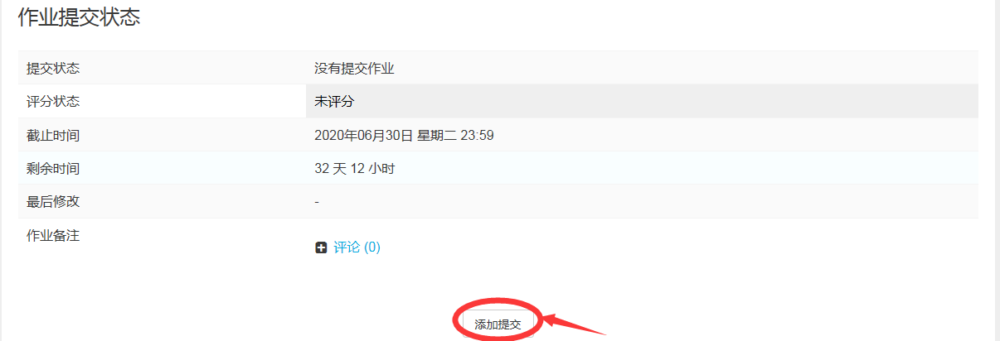 作业提交状态
提交状态 没有提交作业
评分状态 未评分
截止时间 2020年06月30日 星期二 23:59
剩余时间 32 天 12 小时
最后修改 -
作业备注
评论 (0)
添加提交